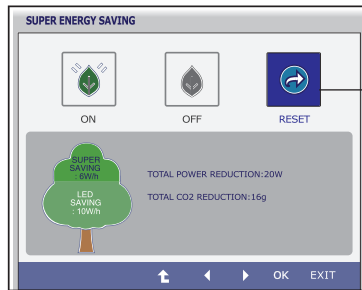 SUPER ENERGY SAVING
ON
OFF
RESET
SUPER
SAVING
: 6W/h
LED
SAVING
: 10W/h
TOTAL POWER REDUCTION:20W
TOTAL CO2 REDUCTION:16g
OK
EXIT